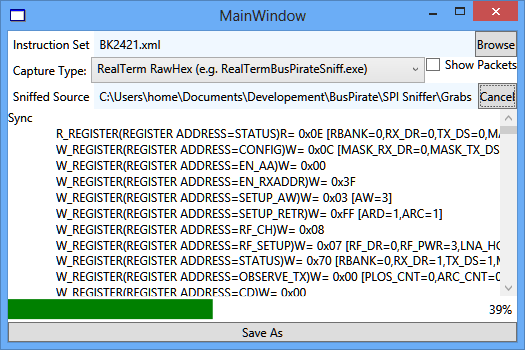 MainWindow
Instruction Set BK2421.xml Browse
Capture Type: RealTerm RawHex (e.g. RealTermBusPirateSniff.exe) Show Packets
Sniffed Source C:\Users\home\Documents\Developement\BusPirate\SPI Sniffer\Grabs Cancel
Sync
R_REGISTER(REGISTER ADDRESS=STATUS)R= 0x0E [RBANK=0,RX_DR=0,TX_DS=0,MA
W_REGISTER(REGISTER ADDRESS=CONFIG)W= 0x0C [MASK_RX_DR=0,MASK_TX_DS
W_REGISTER(REGISTER ADDRESS=EN_AA)W= 0x00
W_REGISTER(REGISTER ADDRESS=EN_RXADDR)W= 0x3F
W_REGISTER(REGISTER ADDRESS=SETUP_AW)W= 0x03 [AW=3]
W_REGISTER(REGISTER ADDRESS=SETUP_RETR)W= 0xFF [ARD=1,ARC=1]
W_REGISTER(REGISTER ADDRESS=RF_CH)W= 0x08
W_REGISTER(REGISTER ADDRESS=RF_SETUP)W= 0x07 [RF_DR=0,RF_PWR=3,LNA_HC
W_REGISTER(REGISTER ADDRESS=STATUS)W= 0x70 [RBANK=0,RX_DR=1,TX_DS=1,M
W_REGISTER(REGISTER ADDRESS=OBSERVE_TX)W= 0x00 [PLOS_CNT=0,ARC_CNT=0
W_REGISTER(REGISTER ADDRESS=CD)W= 0x00
39%
Save As